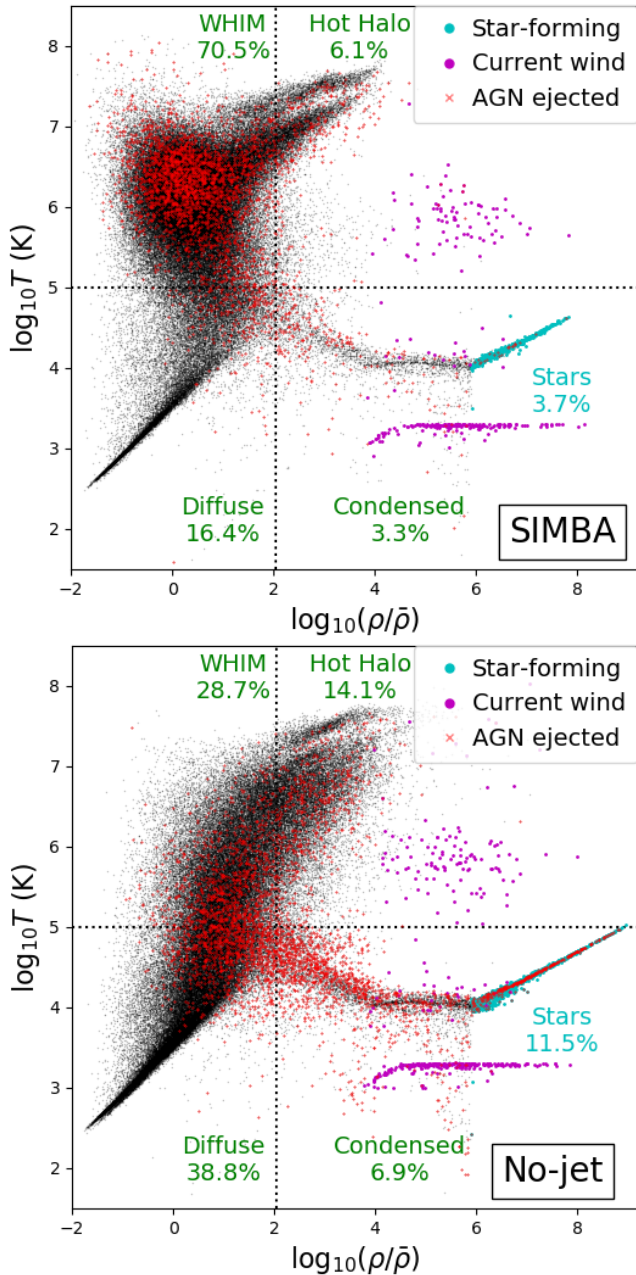 WHIM
70.5%
Hot Halo
6.1%
Star-forming
Current wind
AGN ejected
8
7
6
5
4
3
2
log₁₀T (K)
Stars
3.7%
Diffuse
16.4%
Condensed
3.3%
SIMBA
−2
0
2
4
6
8
log₁₀(ρ/ρ̄)
WHIM
28.7%
Hot Halo
14.1%
Star-forming
Current wind
AGN ejected
8
7
6
5
4
3
2
log₁₀T (K)
Stars
11.5%
Diffuse
38.8%
Condensed
6.9%
No-jet
−2
0
2
4
6
8
log₁₀(ρ/ρ̄)